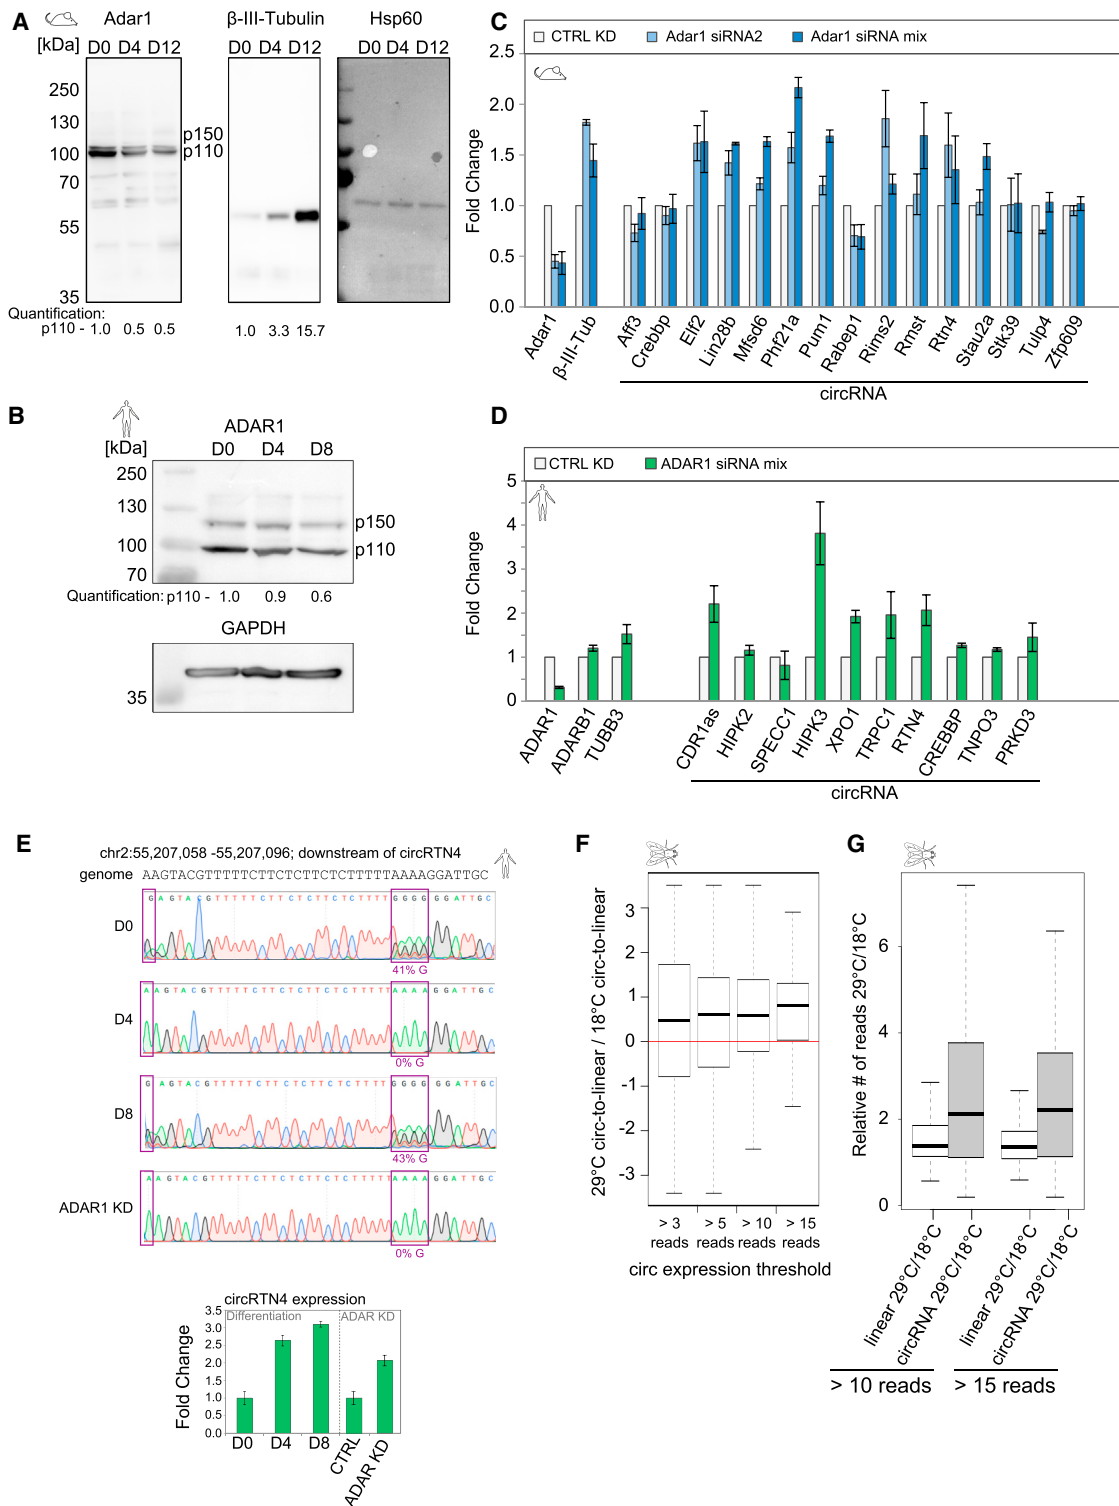 A
Adar1
β-III-Tubulin
Hsp60
[kDa] D0 D4 D12
D0 D4 D12
D0 D4 D12
250
130
100
70
55
35
p150
p110
Quantification:
p110 - 1.0 0.5 0.5
1.0 3.3 15.7
B
ADAR1
[kDa] D0 D4 D8
250
130
100
70
p150
p110
Quantification: p110 - 1.0 0.9 0.6
GAPDH
35
C
CTRL KD Adar1 siRNA2 Adar1 siRNA mix
Fold Change
2.5
2.0
1.5
1.0
0.5
0.0
Adar1
β-III-Tub
Aff3
Crebbp
Elf2
Lin28b
Mfsd6
Phf21a
Pum1
Rabep1
Rims2
Rmst
Rtn4
Stau2a
Stk39
Tulp4
Zfp609
circRNA
D
CTRL KD ADAR1 siRNA mix
Fold Change
5
4
3
2
1
0
ADAR1
ADARB1
TUBB3
CDR1as
HIPK2
SPECC1
HIPK3
XPO1
TRPC1
RTN4
CREBBP
TNPO3
PRKD3
circRNA
E
chr2:55,207,058 -55,207,096; downstream of circRTN4
genome AAGTACGTTTTTCTTCTCTTCTCTTTTTAAAAGGATTGC
D0
G A G T A C G T T T T T C T T C T C T T C T C T T T T G G G G G G A T T G C
41% G
D4
A A G T A C G T T T T T C T T C T C T T C T C T T T T T A A A A G G A T T G C
0% G
D8
G A G T A C G T T T T T C T T C T C T T C T C T T T T G G G G G G A T T G C
43% G
ADAR1 KD
A A G T A C G T T T T T C T T C T C T T C T C T T T T A A A A G G A T T G C
0% G
circRTN4 expression
Differentiation ADAR KD
Fold Change
3.5
3.0
2.5
2.0
1.5
1.0
0.5
0.0
D0 D4 D8 CTRL ADAR KD
F
29°C circ-to-linear / 18°C circ-to-linear
3
2
1
0
-1
-2
-3
> 3 > 5 > 10 > 15
reads reads reads reads
circ expression threshold
G
Relative # of reads 29°C/18°C
6
4
2
0
linear 29°C/18°C
circRNA 29°C/18°C
linear 29°C/18°C
circRNA 29°C/18°C
> 10 reads > 15 reads